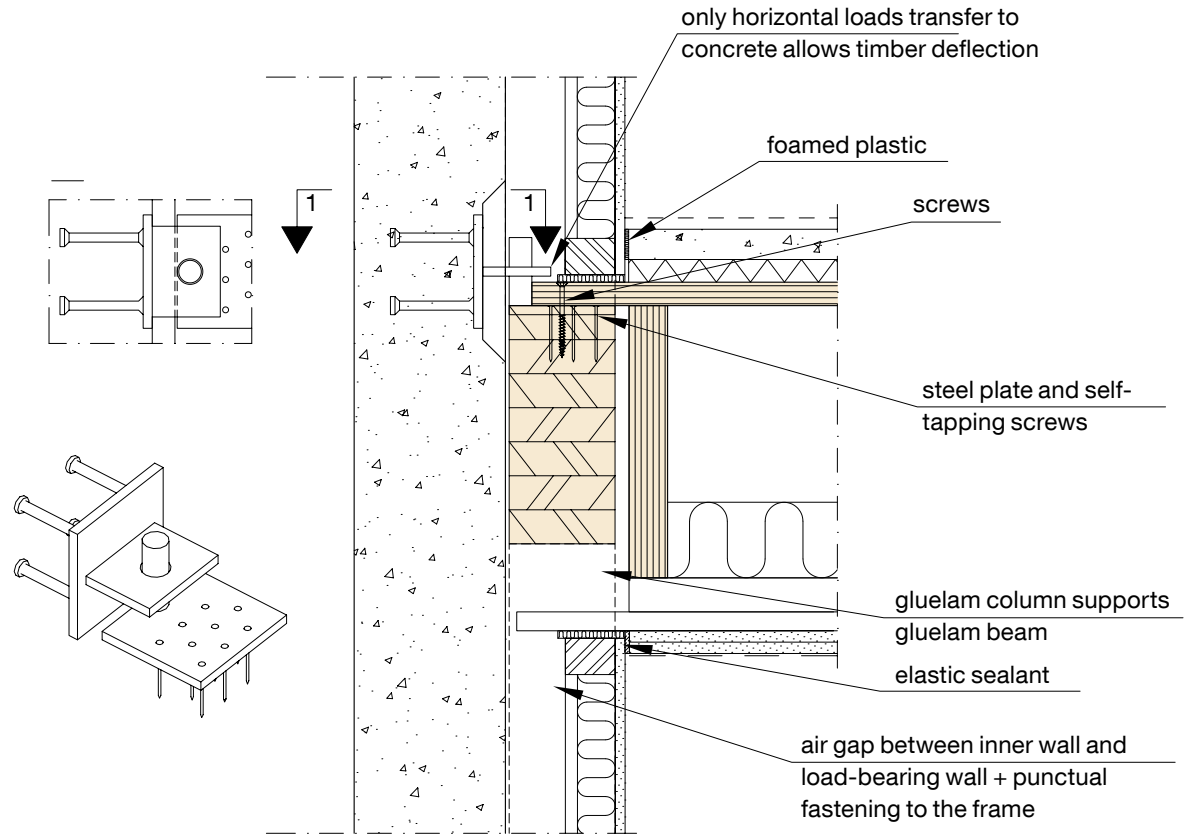 only horizontal loads transfer to
concrete allows timber deflection
foamed plastic
screws
1
1
steel plate and self-
tapping screws
gluelam column supports
gluelam beam
elastic sealant
air gap between inner wall and
load-bearing wall + punctual
fastening to the frame